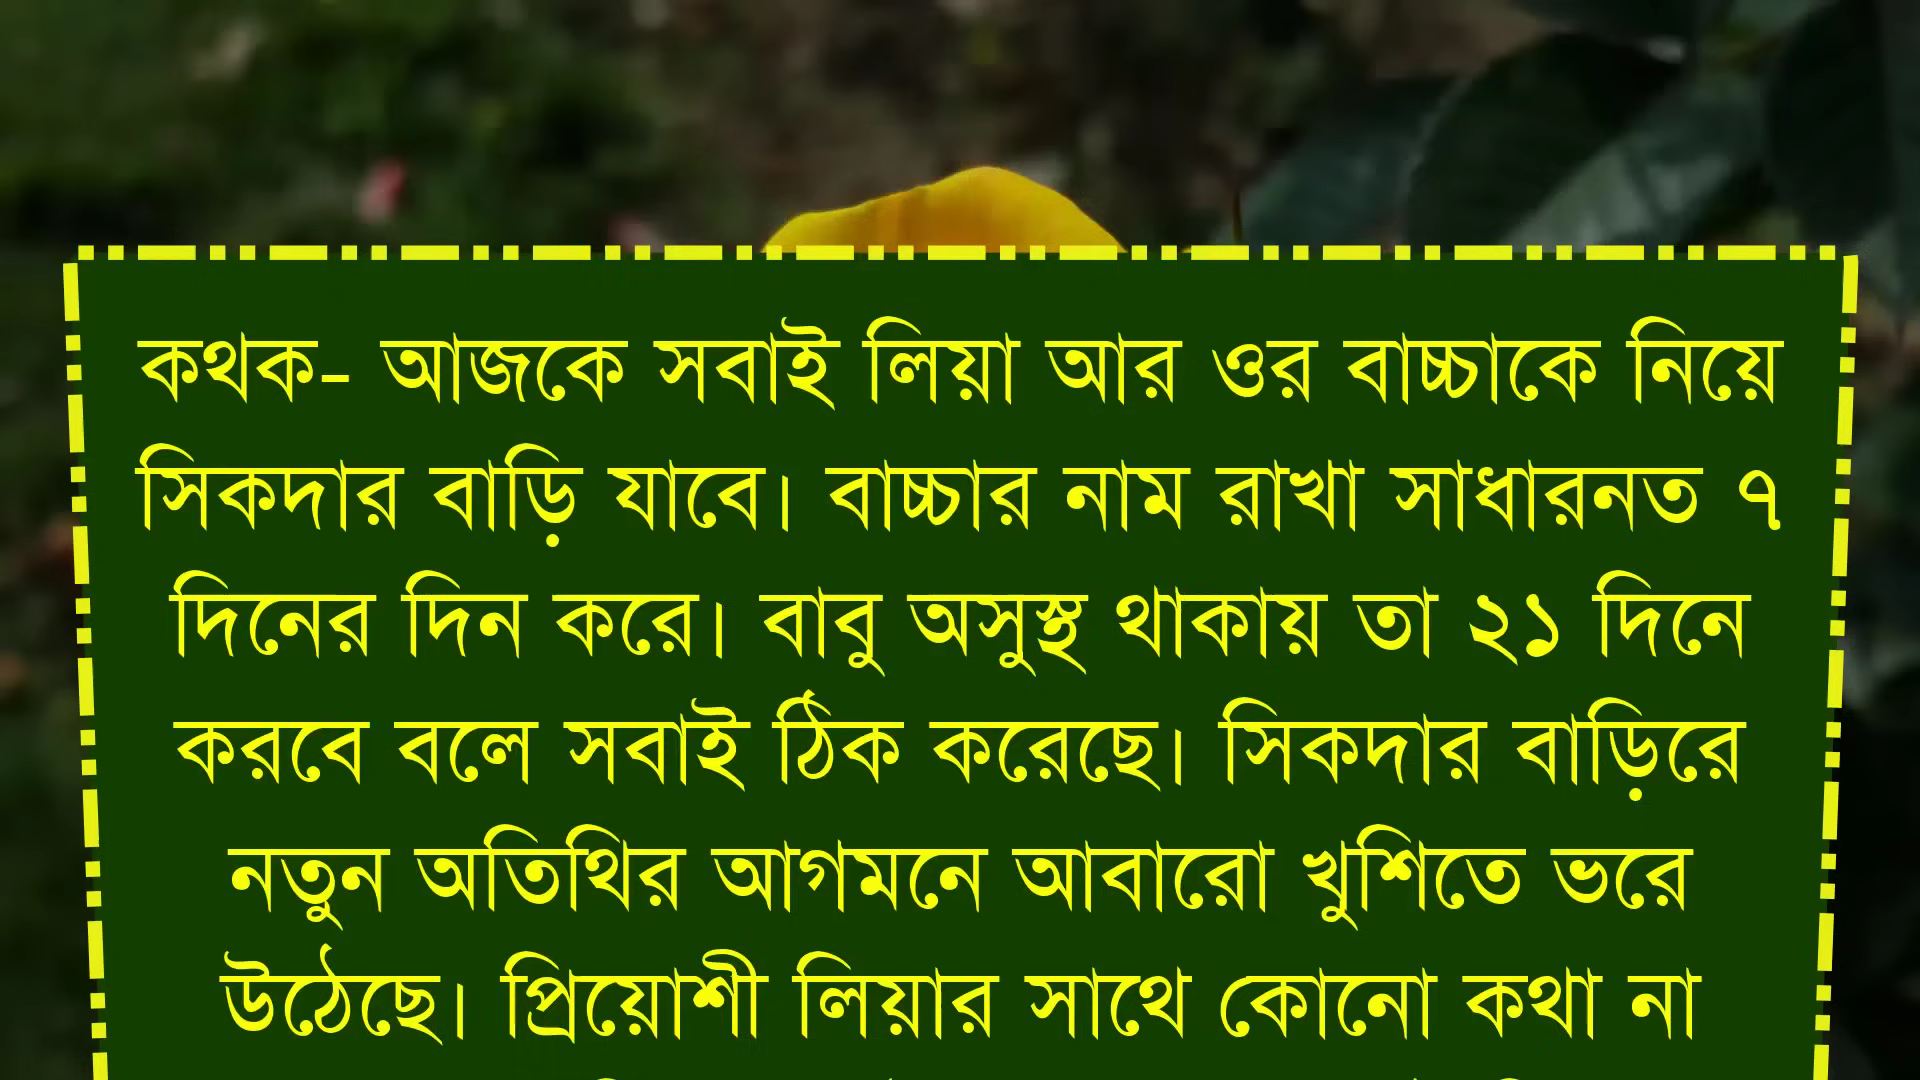 কথক- আজকে সবাই লিয়া আর ওর বাচ্চাকে নিয়ে
সিকদার বাড়ি যাবে। বাচ্চার নাম রাখা সাধারনত ৭
দিনের দিন করে। বাবু অসুস্থ থাকায় তা ২১ দিনে
করবে বলে সবাই ঠিক করেছে। সিকদার বাড়িরে
নতুন অতিথির আগমনে আবারো খুশিতে ভরে
উঠেছে। প্রিয়োশী লিয়ার সাথে কোনো কথা না